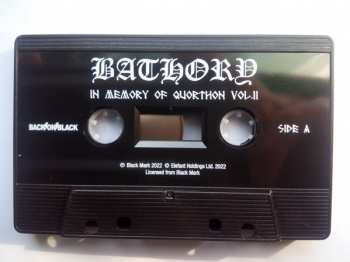 BATHORY
IN MEMORY OF QUORTHON VOL.II
BACK ON BLACK
SIDE A
℗ Black Mark 2022 © Elefant Holdings Ltd. 2022
Licensed from Black Mark